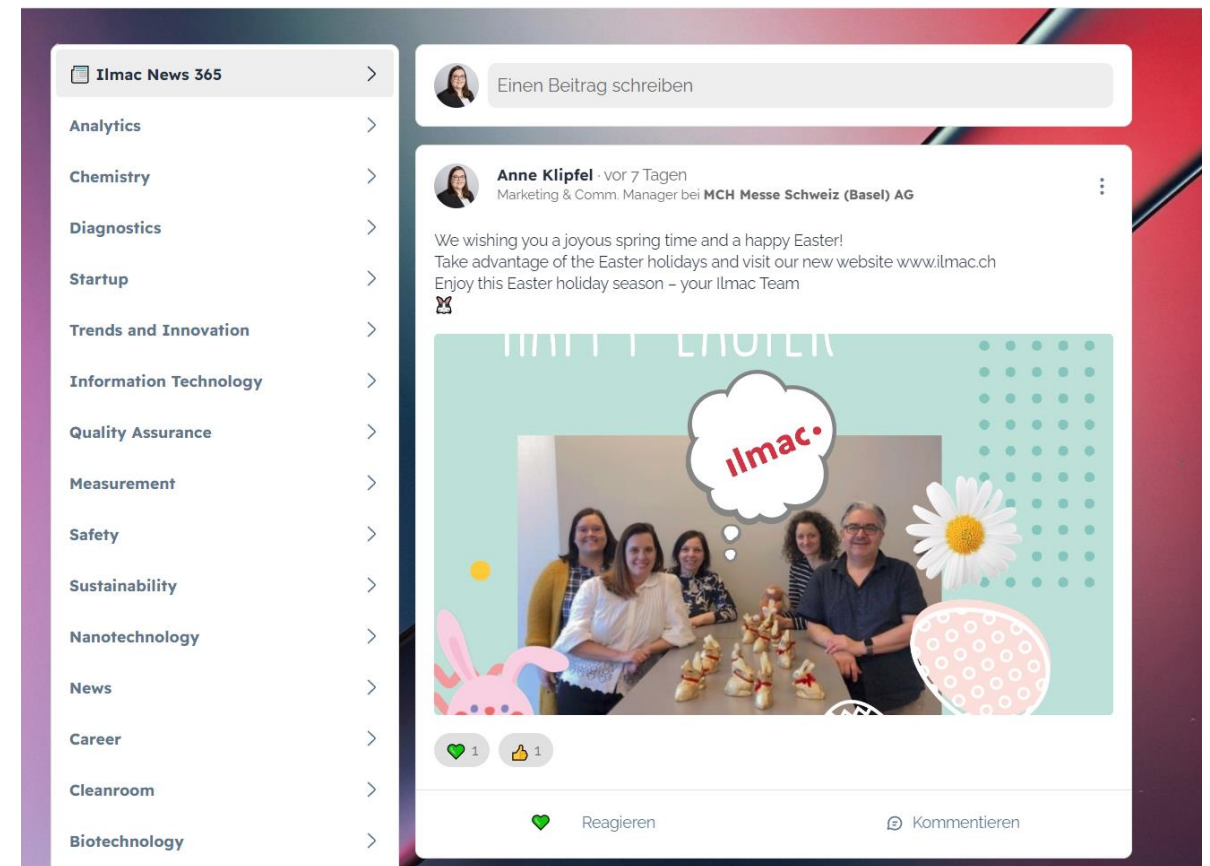 Ilmac News 365
Analytics
Chemistry
Diagnostics
Startup
Trends and Innovation
Information Technology
Quality Assurance
Measurement
Safety
Sustainability
Nanotechnology
News
Career
Cleanroom
Biotechnology
Einen Beitrag schreiben
Anne Klipfel · vor 7 Tagen
Marketing & Comm. Manager bei MCH Messe Schweiz (Basel) AG
We wishing you a joyous spring time and a happy Easter!
Take advantage of the Easter holidays and visit our new website www.ilmac.ch
Enjoy this Easter holiday season – your Ilmac Team
HAPPY EASTER
ilmac.
1
1
Reagieren
Kommentieren